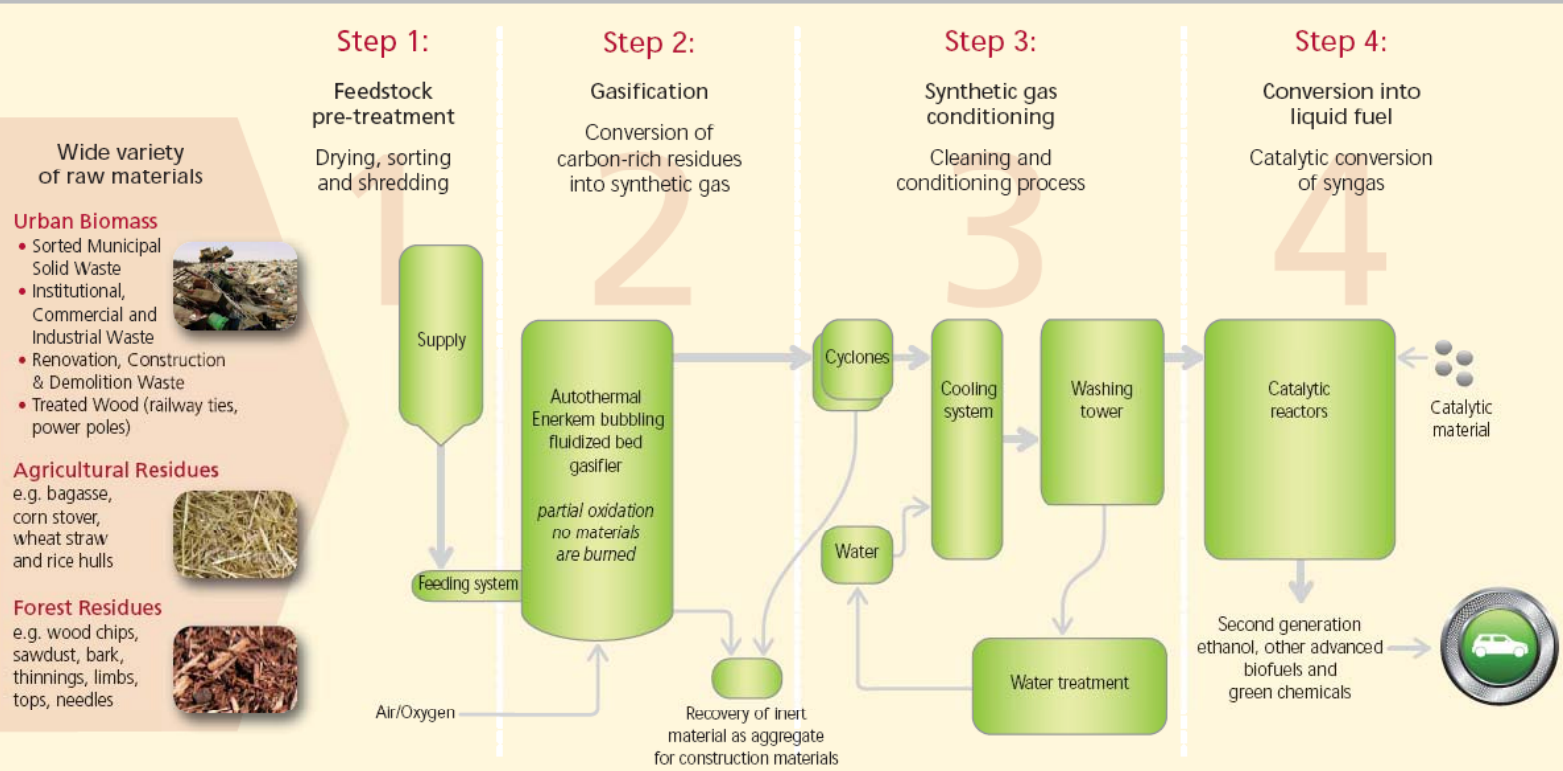 Step 1:
Feedstock
pre-treatment
Drying, sorting
and shredding
1
Step 2:
Gasification
Conversion of
carbon-rich residues
into synthetic gas
2
Step 3:
Synthetic gas
conditioning
Cleaning and
conditioning process
3
Step 4:
Conversion into
liquid fuel
Catalytic conversion
of syngas
4
Wide variety
of raw materials
Urban Biomass
• Sorted Municipal
Solid Waste
• Institutional,
Commercial and
Industrial Waste
• Renovation, Construction
& Demolition Waste
• Treated Wood (railway ties,
power poles)
Agricultural Residues
e.g. bagasse,
corn stover,
wheat straw
and rice hulls
Forest Residues
e.g. wood chips,
sawdust, bark,
thinnings, limbs,
tops, needles
Supply
Feeding system
Air/Oxygen
Autothermal
Enerkem bubbling
fluidized bed
gasifier
partial oxidation
no materials
are burned
Recovery of inert
material as aggregate
for construction materials
Cyclones
Cooling
system
Washing
tower
Water
Water treatment
Catalytic
reactors
Catalytic
material
Second generation
ethanol, other advanced
biofuels and
green chemicals